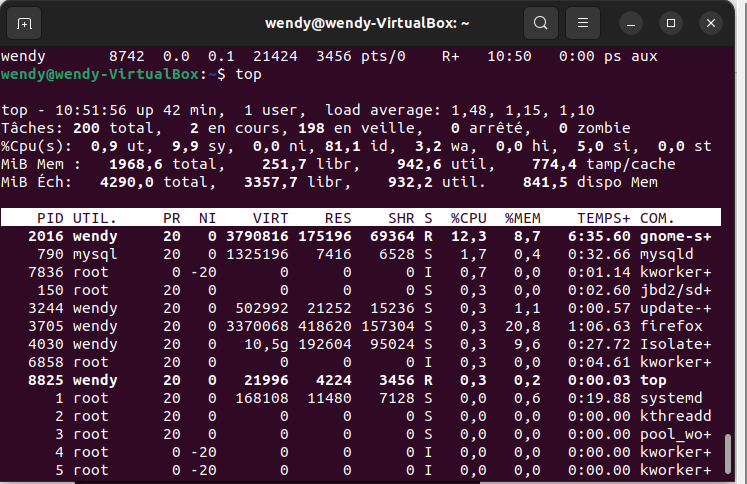 wendy@wendy-VirtualBox: ~
wendy 8742 0.0 0.1 21424 3456 pts/0 R+ 10:50 0:00 ps aux
wendy@wendy-VirtualBox:~$ top
top - 10:51:56 up 42 min, 1 user, load average: 1,48, 1,15, 1,10
Tâches: 200 total, 2 en cours, 198 en veille, 0 arrêté, 0 zombie
%Cpu(s): 0,9 ut, 9,9 sy, 0,0 ni, 81,1 id, 3,2 wa, 0,0 hi, 5,0 si, 0,0 st
MiB Mem : 1968,6 total, 251,7 libr, 942,6 util, 774,4 tamp/cache
MiB Éch: 4290,0 total, 3357,7 libr, 932,2 util. 841,5 dispo Mem
PID UTIL. PR NI VIRT RES SHR S %CPU %MEM TEMPS+ COM.
2016 wendy 20 0 3790816 175196 69364 R 12,3 8,7 6:35.60 gnome-s+
790 mysql 20 0 1325196 7416 6528 S 1,7 0,4 0:32.66 mysqld
7836 root 0 -20 0 0 0 I 0,7 0,0 0:01.14 kworker+
150 root 20 0 0 0 0 S 0,3 0,0 0:02.60 jbd2/sd+
3244 wendy 20 0 502992 21252 15236 S 0,3 1,1 0:00.57 update-+
3705 wendy 20 0 3370068 418620 157304 S 0,3 20,8 1:06.63 firefox
4030 wendy 20 0 10,5g 192604 95024 S 0,3 9,6 0:27.72 Isolate+
6858 root 20 0 0 0 0 I 0,3 0,0 0:04.61 kworker+
8825 wendy 20 0 21996 4224 3456 R 0,3 0,2 0:00.03 top
1 root 20 0 168108 11480 7128 S 0,0 0,6 0:19.88 systemd
2 root 20 0 0 0 0 S 0,0 0,0 0:00.00 kthreadd
3 root 20 0 0 0 0 S 0,0 0,0 0:00.00 pool_wo+
4 root 0 -20 0 0 0 I 0,0 0,0 0:00.00 kworker+
5 root 0 -20 0 0 0 I 0,0 0,0 0:00.00 kworker+